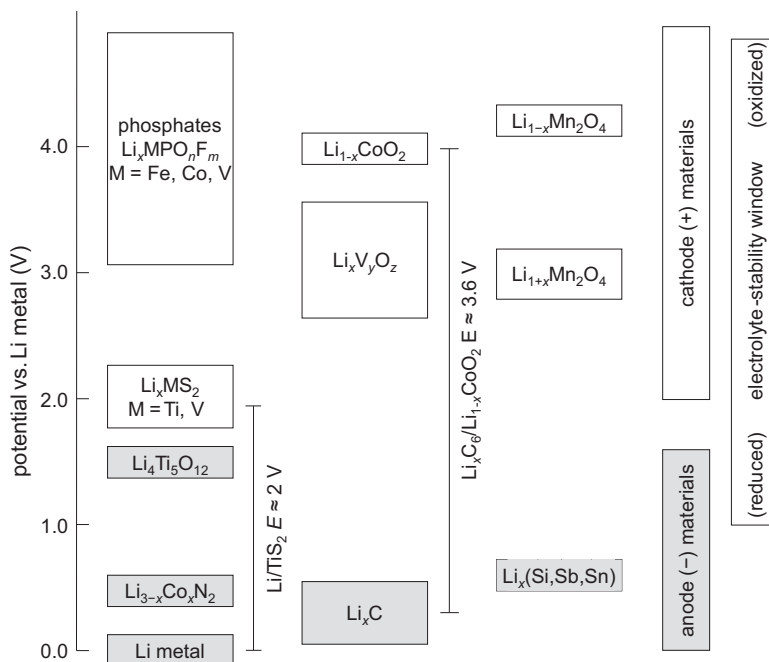 potential vs. Li metal (V)
4.0
3.0
2.0
1.0
0.0
phosphates
LiₓMPOₙFₘ
M = Fe, Co, V
LiₓMS₂
M = Ti, V
Li₄Ti₅O₁₂
Li₃₋ₓCoₓN₂
Li metal
Li/TiS₂ E ≈ 2 V
Li₁₋ₓCoO₂
LiₓV_yO_z
LiₓC
LiₓC₆/Li₁₋ₓCoO₂ E ≈ 3.6 V
Li₁₋ₓMn₂O₄
Li₁₊ₓMn₂O₄
Liₓ(Si,Sb,Sn)
cathode (+) materials
anode (−) materials
(reduced) electrolyte-stability window (oxidized)